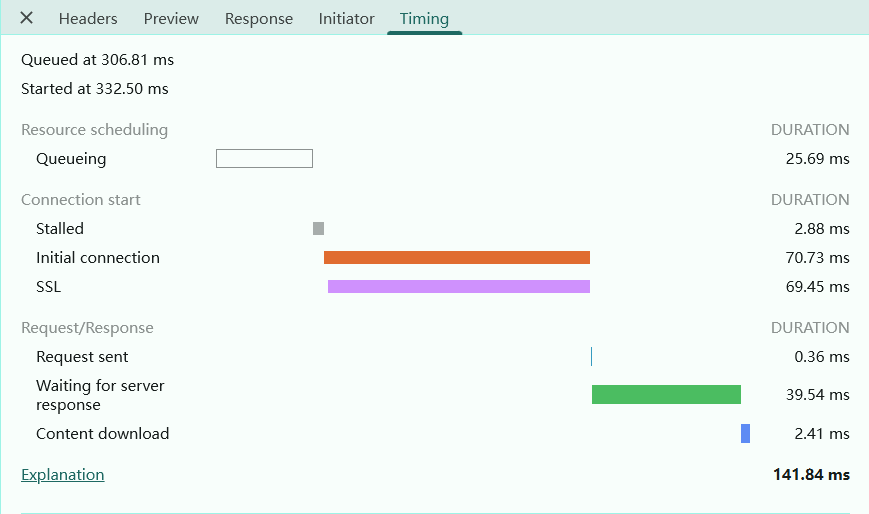 Headers Preview Response Initiator Timing
Queued at 306.81 ms
Started at 332.50 ms
Resource scheduling DURATION
Queueing 25.69 ms
Connection start DURATION
Stalled 2.88 ms
Initial connection 70.73 ms
SSL 69.45 ms
Request/Response DURATION
Request sent 0.36 ms
Waiting for server
response 39.54 ms
Content download 2.41 ms
Explanation 141.84 ms